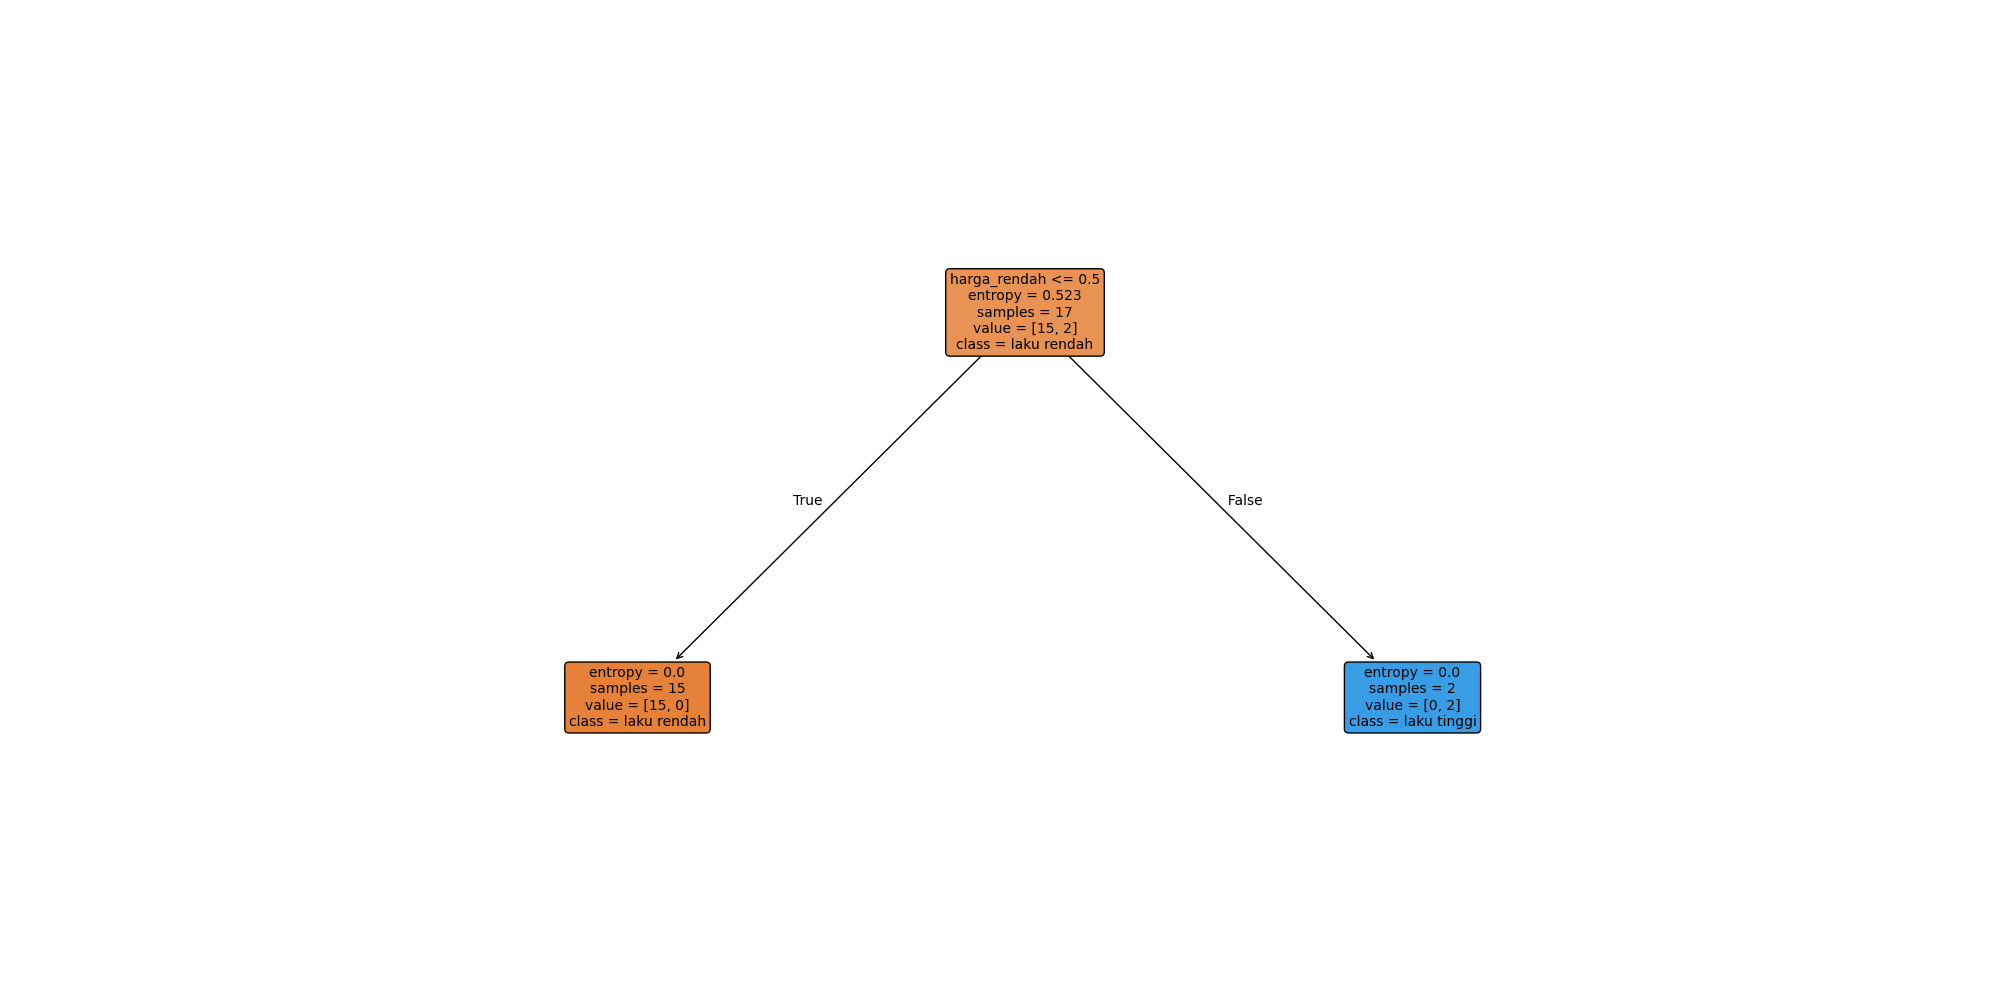 harga_rendah <= 0.5
entropy = 0.523
samples = 17
value = [15, 2]
class = laku rendah
True
False
entropy = 0.0
samples = 15
value = [15, 0]
class = laku rendah
entropy = 0.0
samples = 2
value = [0, 2]
class = laku tinggi